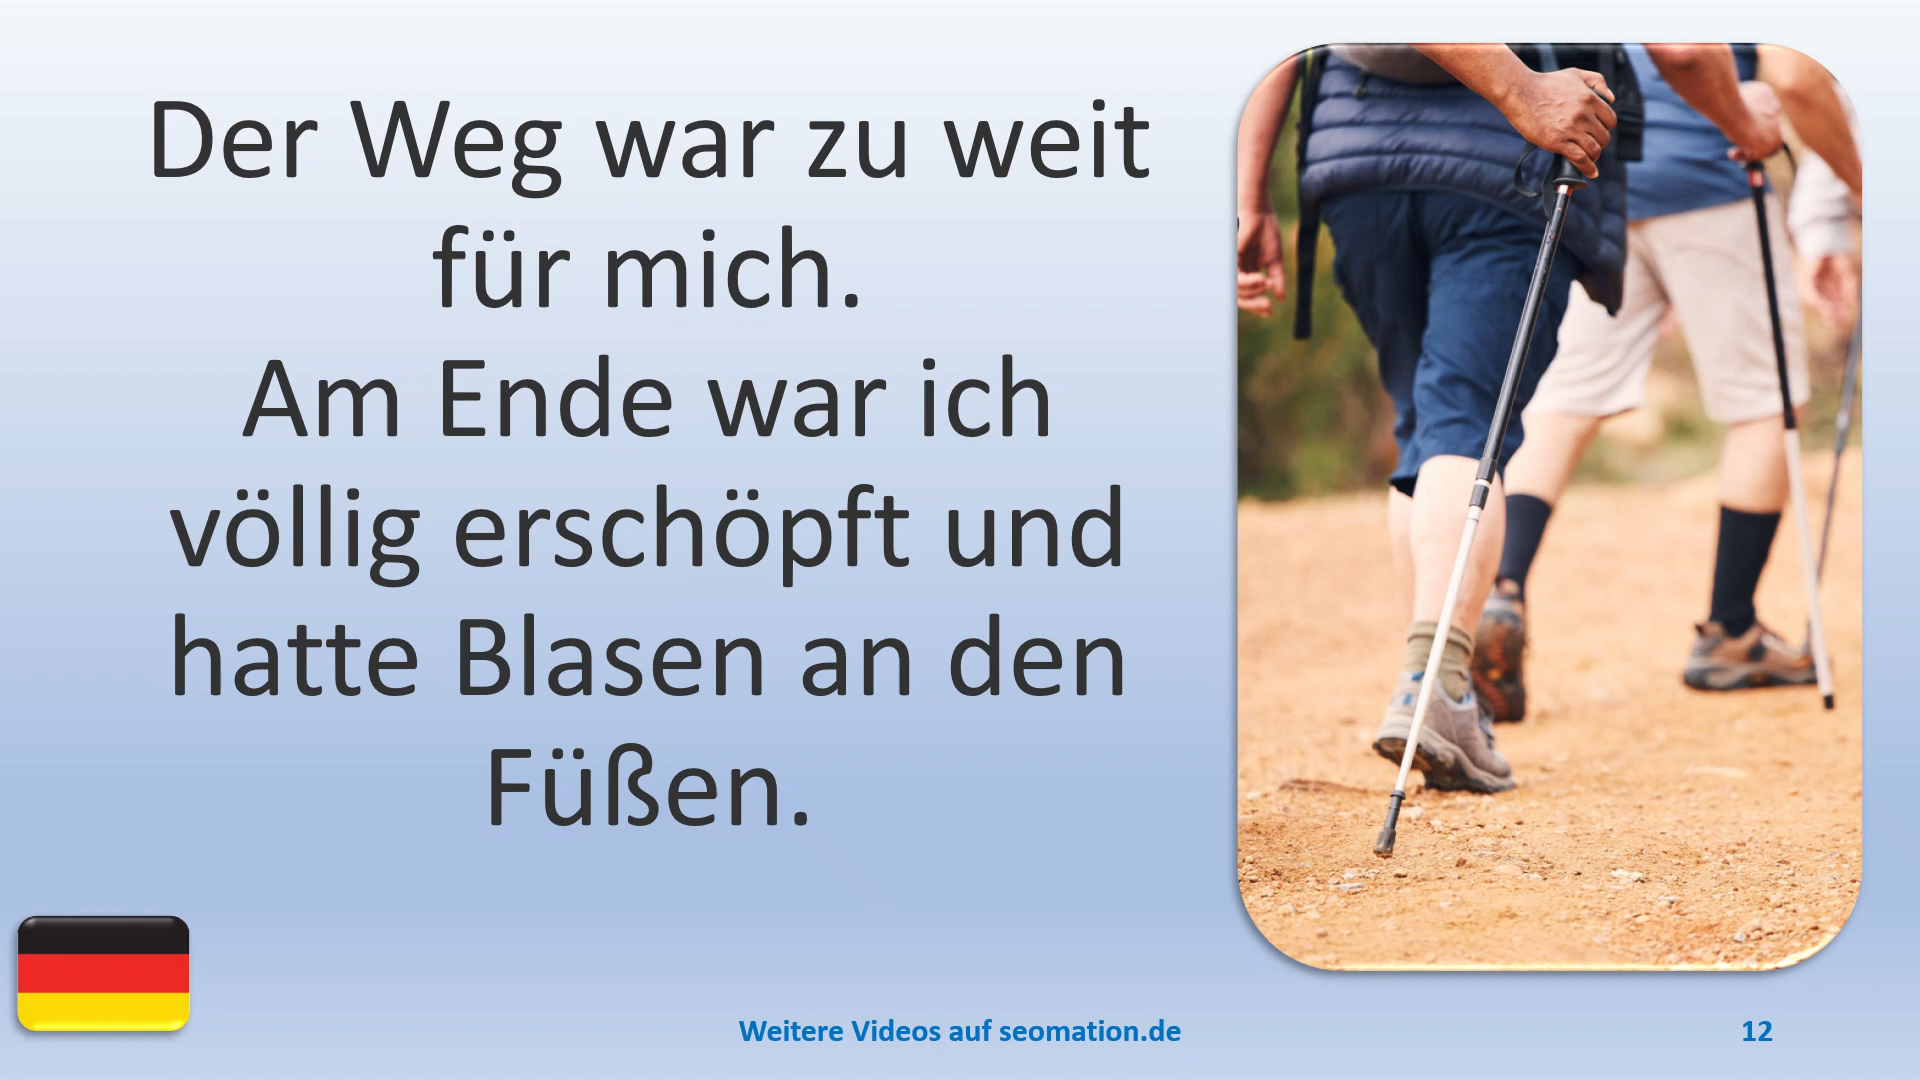 Der Weg war zu weit
für mich.
Am Ende war ich
völlig erschöpft und
hatte Blasen an den
Füßen.
Weitere Videos auf seomation.de
12